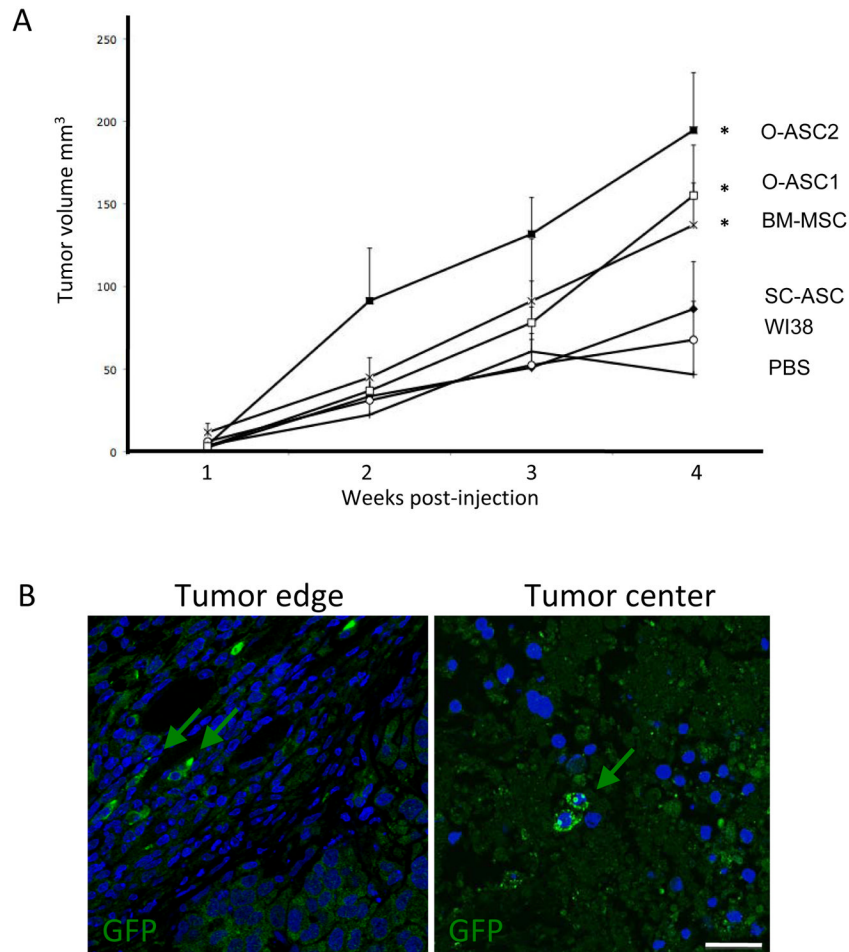 A
250
200
150
100
50
0
Tumor volume mm³
1 2 3 4
Weeks post-injection
* O-ASC2
* O-ASC1
* BM-MSC
SC-ASC
WI38
PBS
B
Tumor edge
Tumor center
GFP
GFP